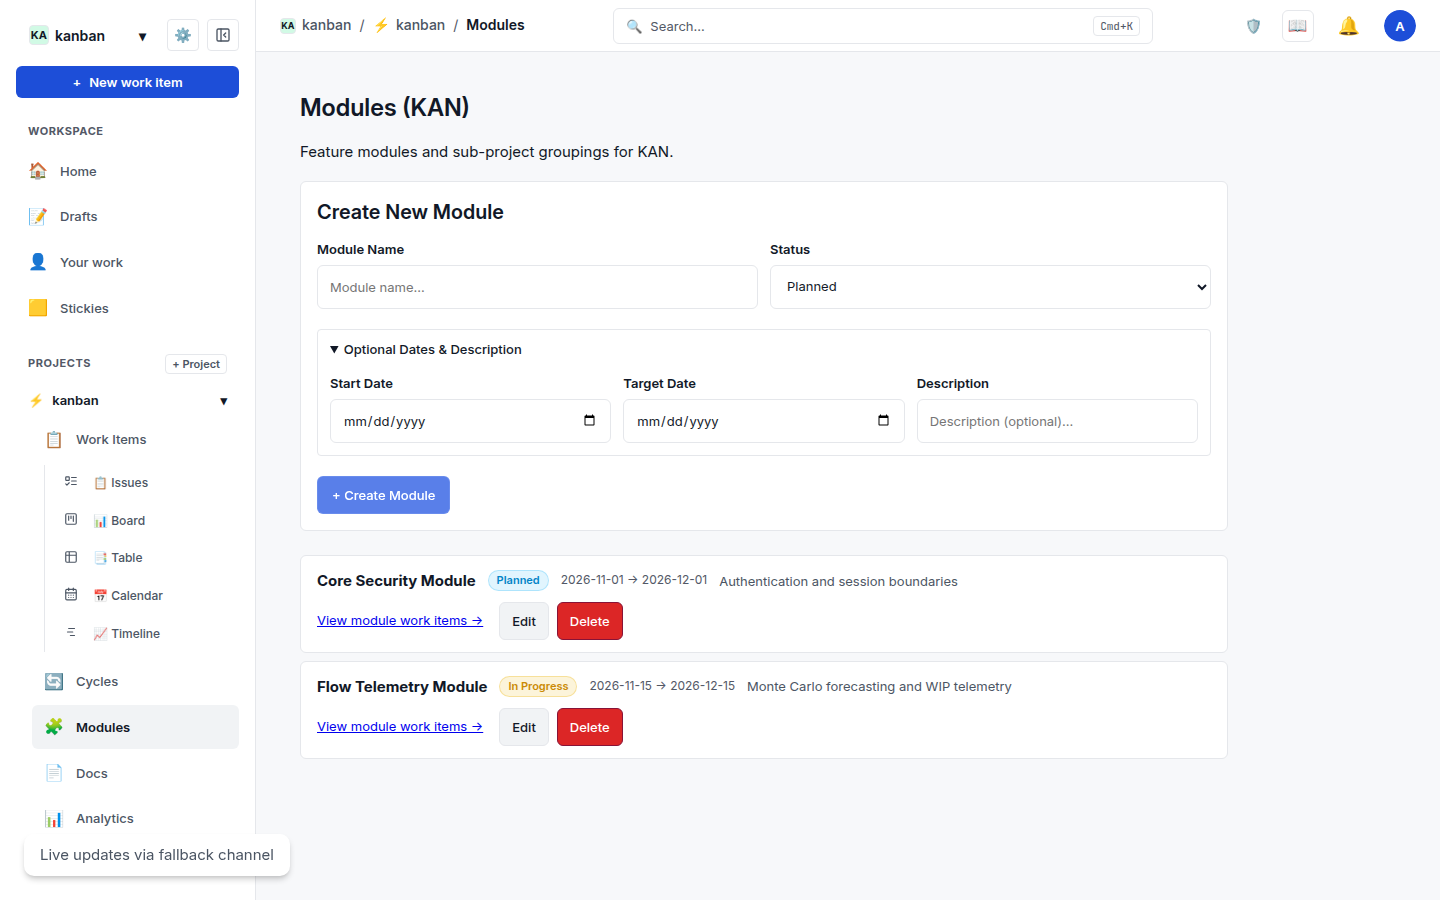 KA kanban ▾
+ New work item
WORKSPACE
Home
Drafts
Your work
Stickies
PROJECTS + Project
kanban ▾
Work Items
Issues
Board
Table
Calendar
Timeline
Cycles
Modules
Docs
Analytics
Live updates via fallback channel
KA kanban / kanban / Modules
Search... Cmd+K
A
Modules (KAN)
Feature modules and sub-project groupings for KAN.
Create New Module
Module Name Status
Module name... Planned
▼ Optional Dates & Description
Start Date Target Date Description
mm/dd/yyyy mm/dd/yyyy Description (optional)...
+ Create Module
Core Security Module Planned 2026-11-01 → 2026-12-01 Authentication and session boundaries
View module work items → Edit Delete
Flow Telemetry Module In Progress 2026-11-15 → 2026-12-15 Monte Carlo forecasting and WIP telemetry
View module work items → Edit Delete